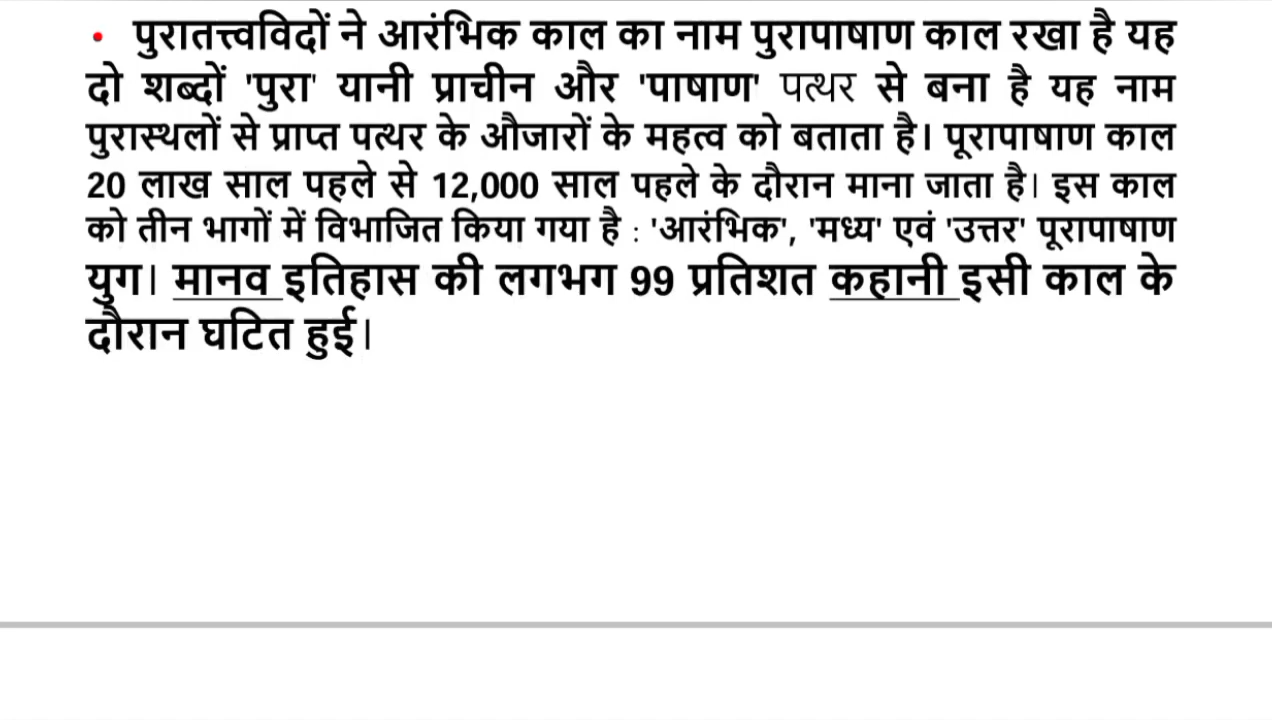 • पुरातत्त्वविदों ने आरंभिक काल का नाम पुरापाषाण काल रखा है यह
दो शब्दों 'पुरा' यानी प्राचीन और 'पाषाण' पत्थर से बना है यह नाम
पुरास्थलों से प्राप्त पत्थर के औजारों के महत्व को बताता है। पूरापाषाण काल
20 लाख साल पहले से 12,000 साल पहले के दौरान माना जाता है। इस काल
को तीन भागों में विभाजित किया गया है : 'आरंभिक', 'मध्य' एवं 'उत्तर' पूरापाषाण
युग। मानव इतिहास की लगभग 99 प्रतिशत कहानी इसी काल के
दौरान घटित हुई।